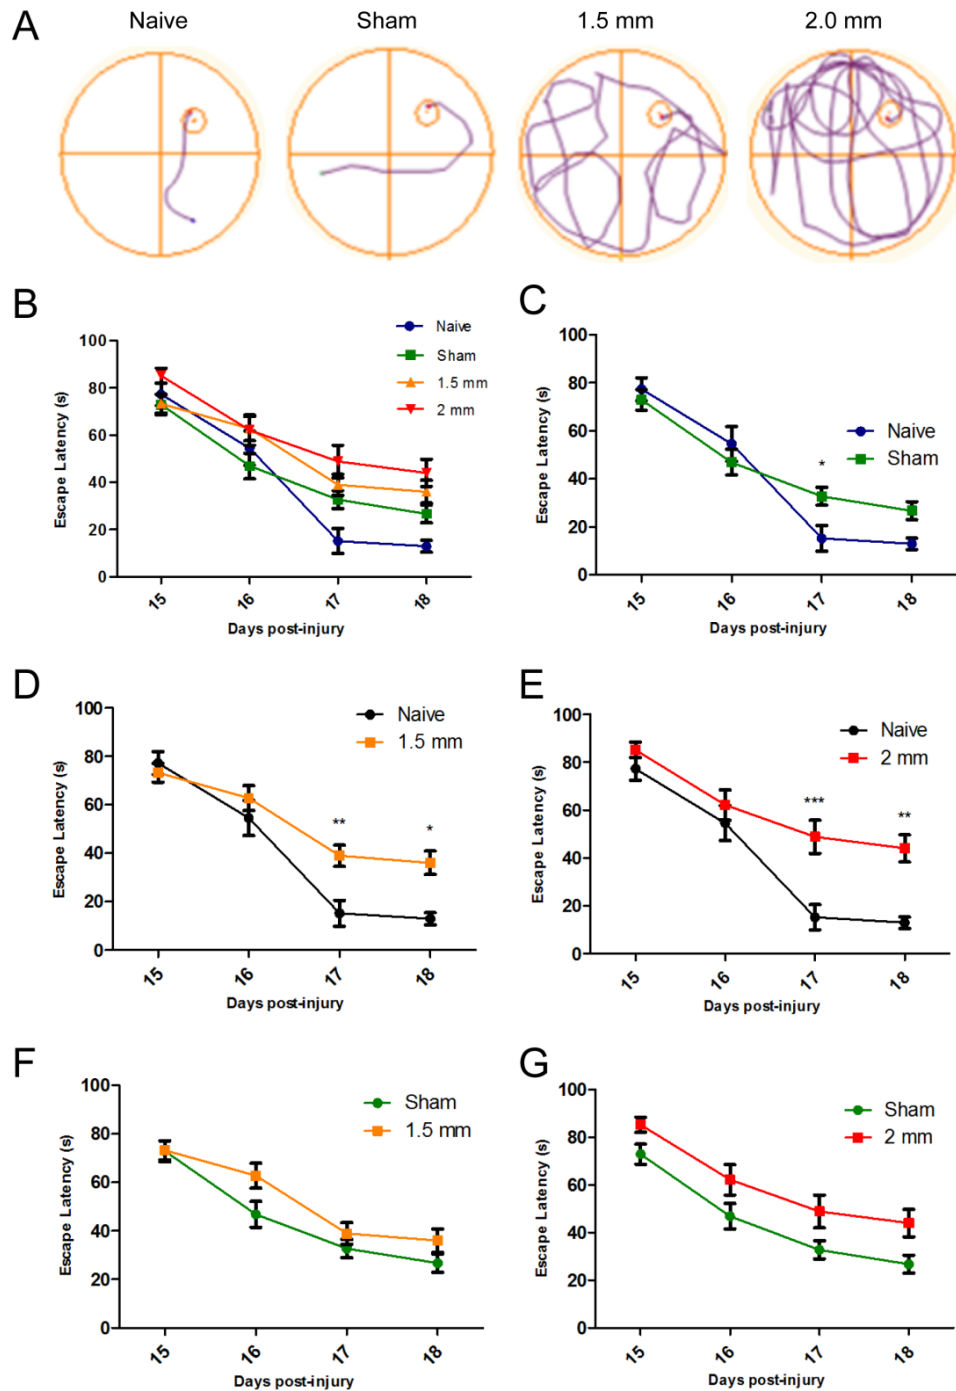 A
Naive
Sham
1.5 mm
2.0 mm
B
Naive
Sham
1.5 mm
2 mm
100
80
60
40
20
0
Escape Latency (s)
15
16
17
18
Days post-injury
C
Naive
Sham
*
100
80
60
40
20
0
Escape Latency (s)
15
16
17
18
Days post-injury
D
Naive
1.5 mm
**
*
100
80
60
40
20
0
Escape Latency (s)
15
16
17
18
Days post-injury
E
Naive
2 mm
***
**
100
80
60
40
20
0
Escape Latency (s)
15
16
17
18
Days post-injury
F
Sham
1.5 mm
100
80
60
40
20
0
Escape Latency (s)
15
16
17
18
Days post-injury
G
Sham
2 mm
100
80
60
40
20
0
Escape Latency (s)
15
16
17
18
Days post-injury